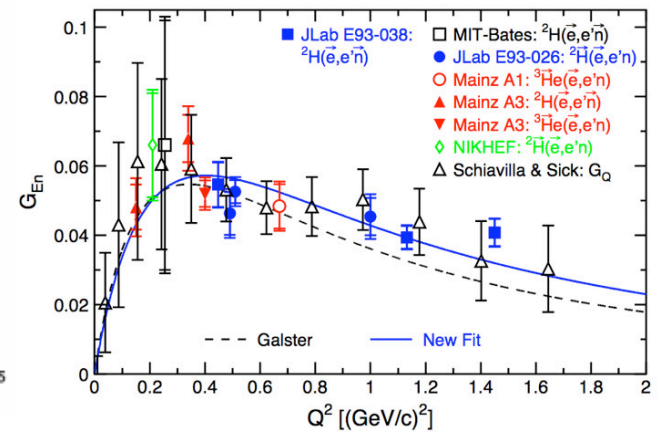 0.1
0.08
0.06
0.04
0.02
0
G_En
JLab E93-038:
²H(e⃗,e'n⃗)
MIT-Bates: ²H(e⃗,e'n⃗)
JLab E93-026: ²H⃗(e⃗,e'n)
Mainz A1: ³He⃗(e⃗,e'n)
Mainz A3: ²H(e⃗,e'n⃗)
Mainz A3: ³He⃗(e⃗,e'n)
NIKHEF: ²H⃗(e⃗,e'n)
Schiavilla & Sick: G_Q
Galster
New Fit
5
0 0.2 0.4 0.6 0.8 1 1.2 1.4 1.6 1.8 2
Q² [(GeV/c)²]